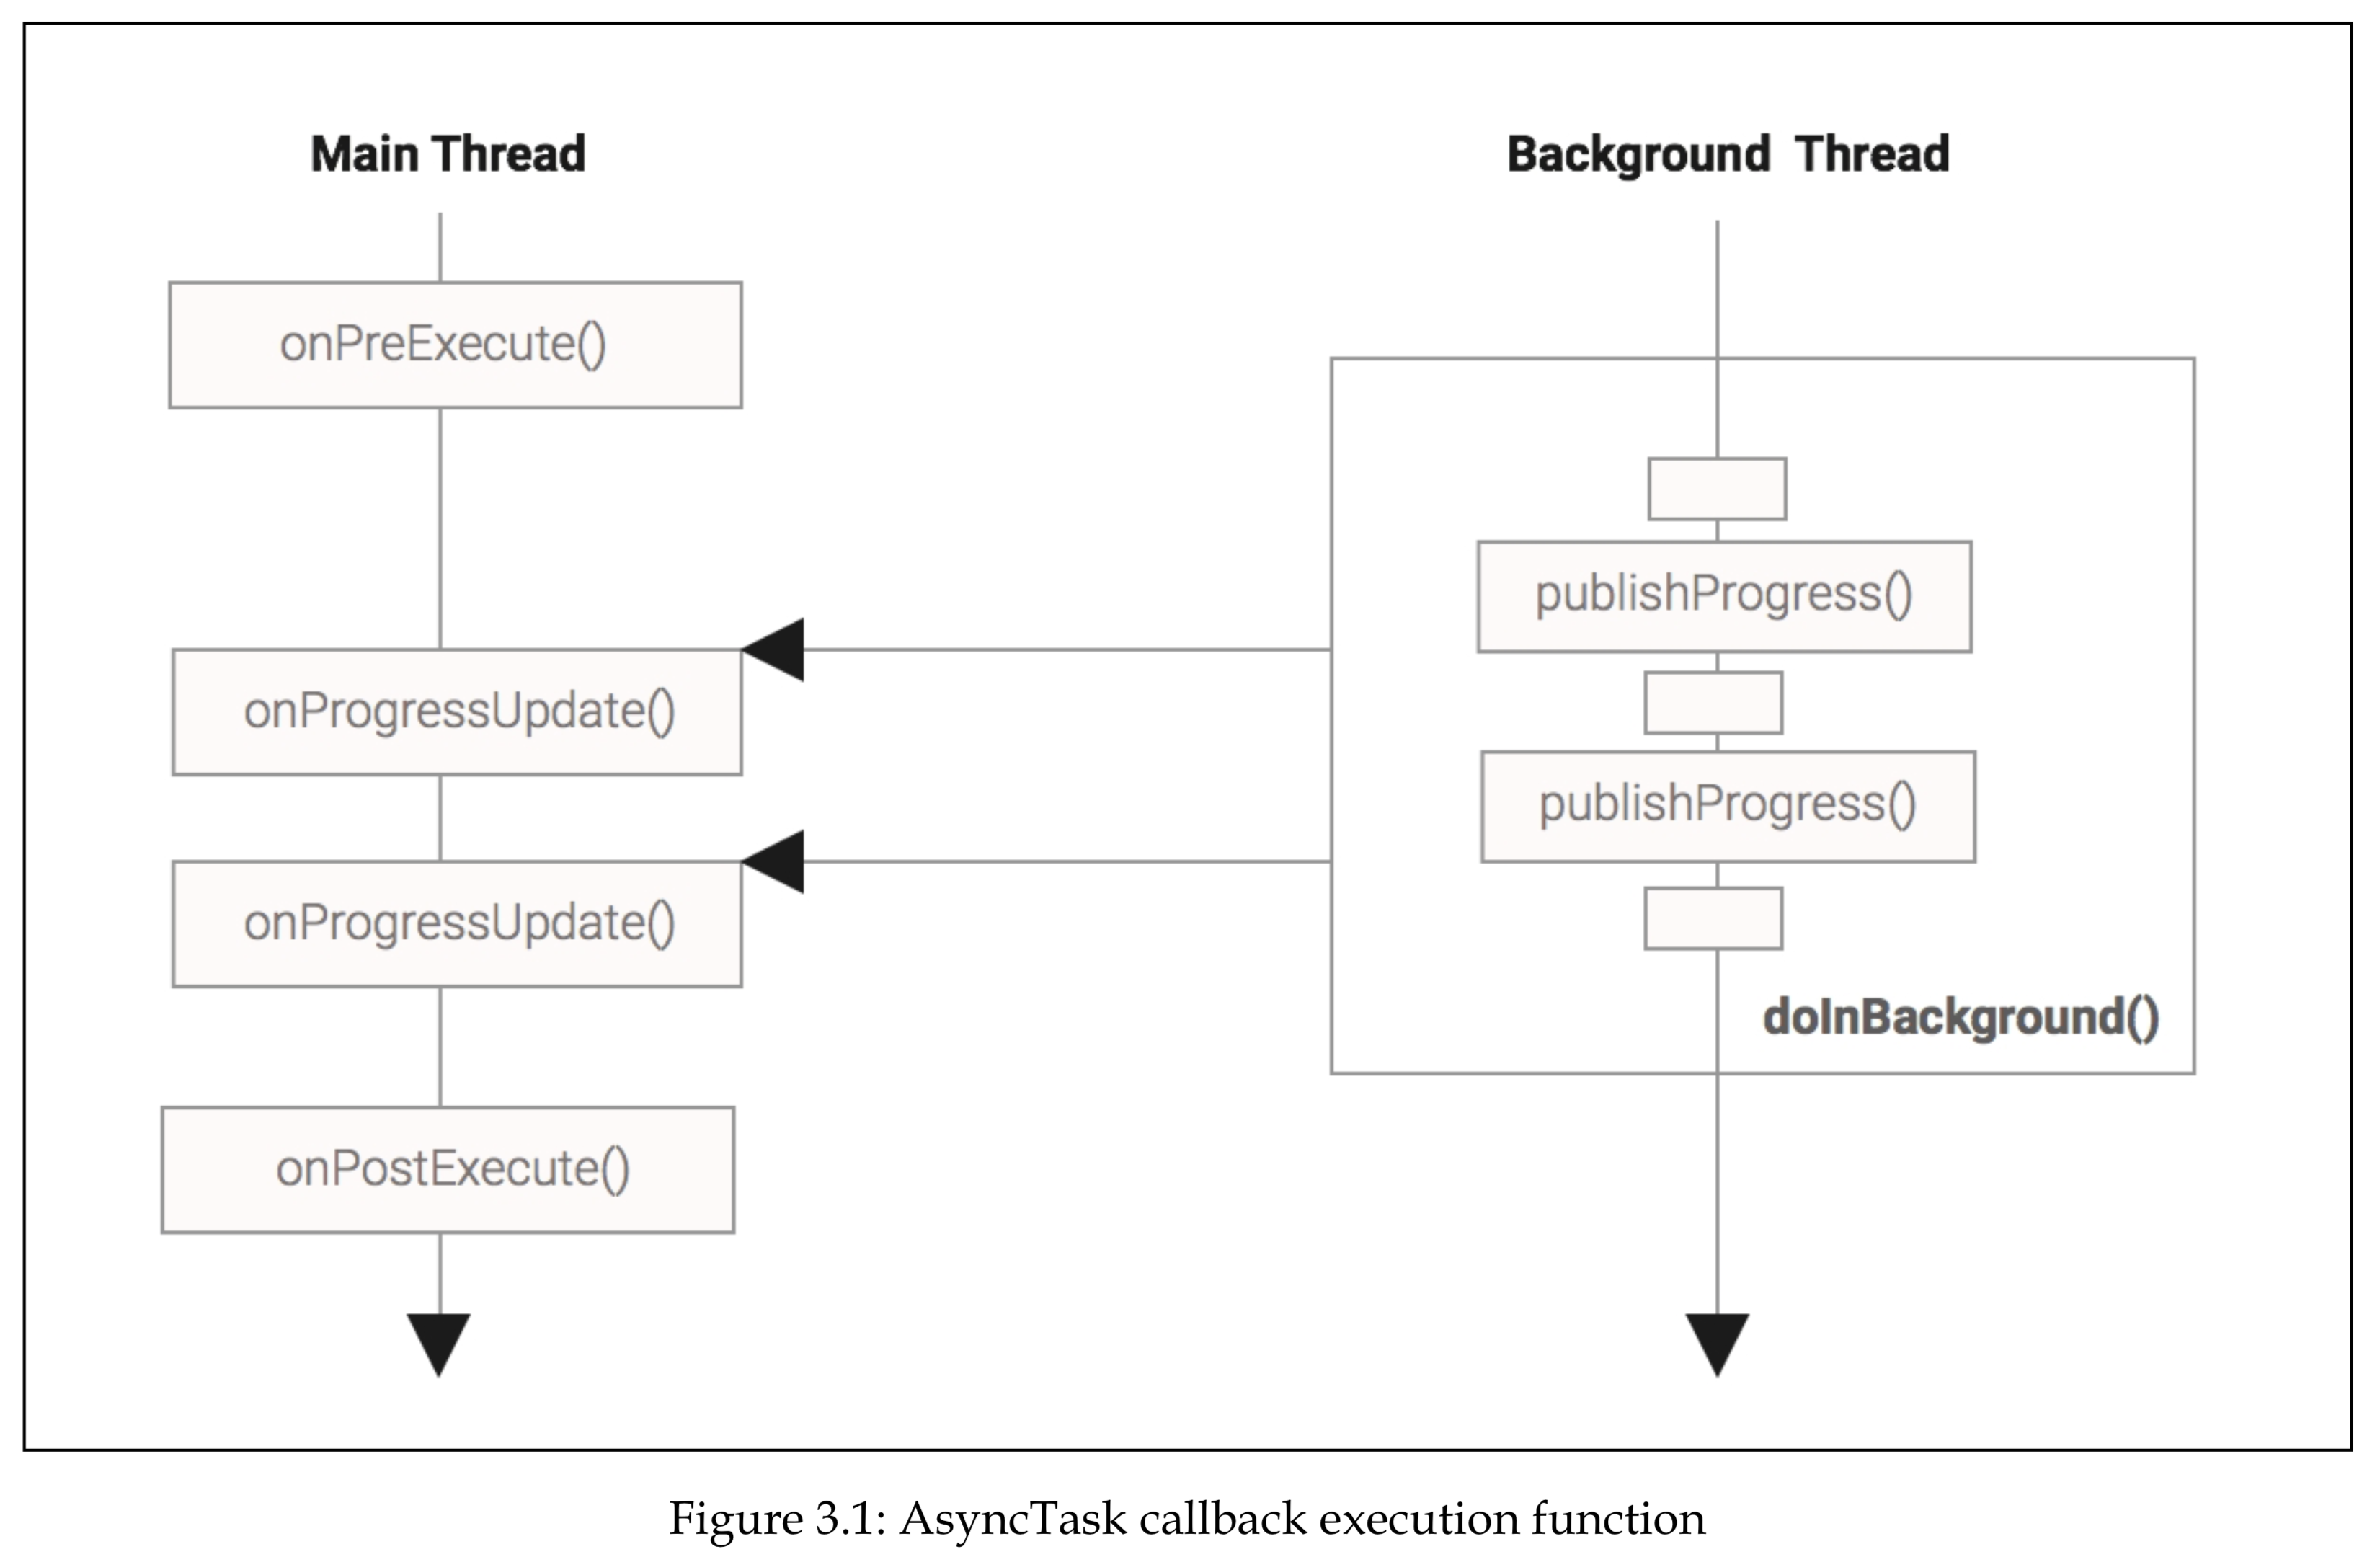 Main Thread
Background Thread
onPreExecute()
publishProgress()
onProgressUpdate()
publishProgress()
onProgressUpdate()
doInBackground()
onPostExecute()
Figure 3.1: AsyncTask callback execution function